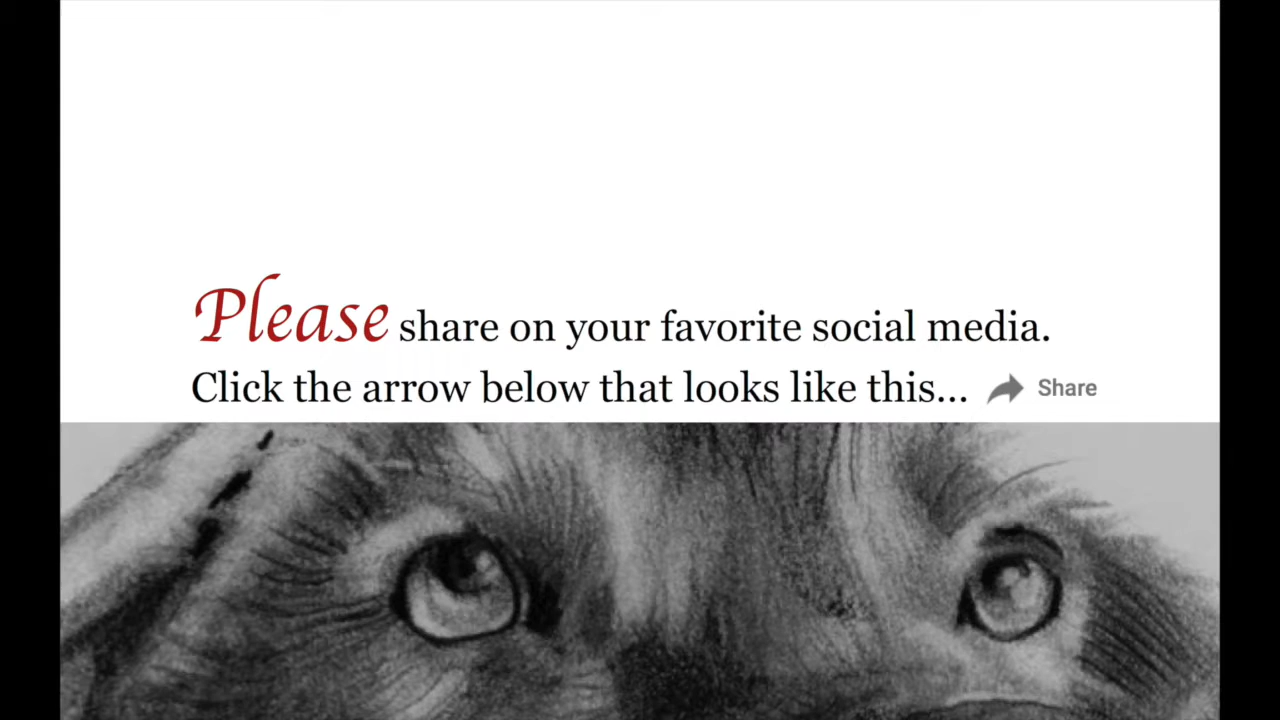 Please share on your favorite social media.
Click the arrow below that looks like this... Share